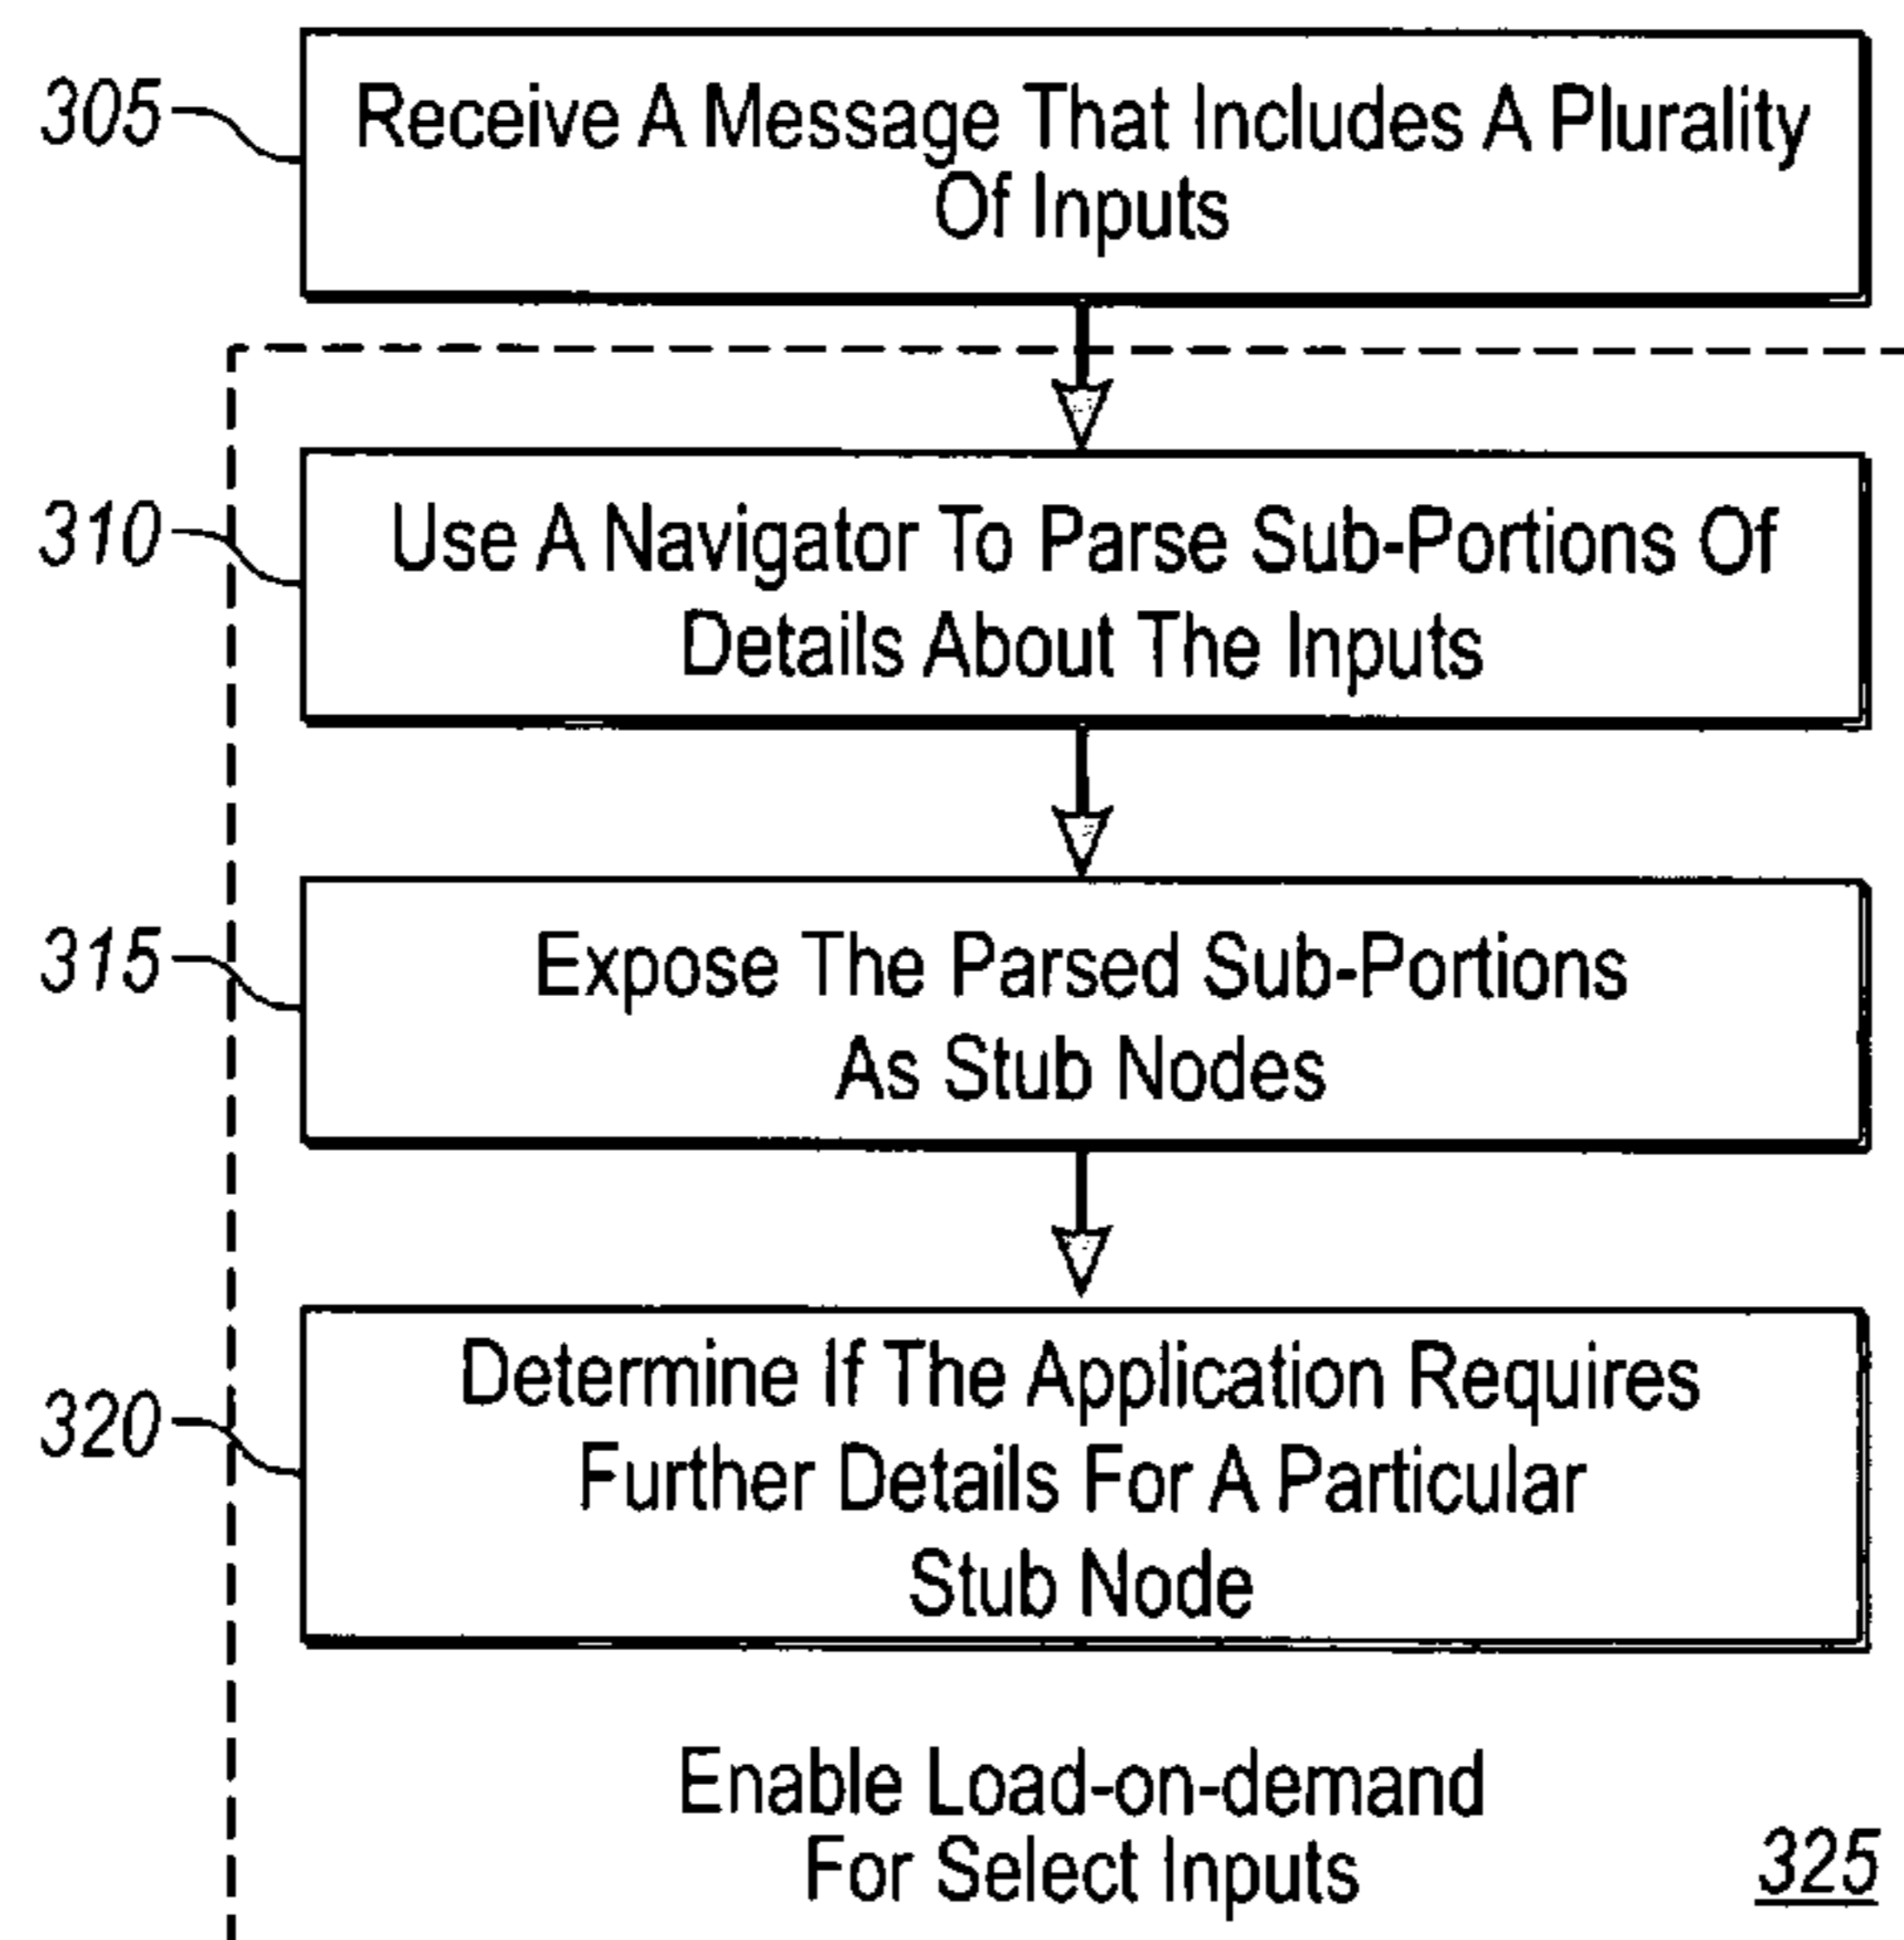 305
Receive A Message That Includes A Plurality
Of Inputs
310
Use A Navigator To Parse Sub-Portions Of
Details About The Inputs
315
Expose The Parsed Sub-Portions
As Stub Nodes
320
Determine If The Application Requires
Further Details For A Particular
Stub Node
Enable Load-on-demand
For Select Inputs
325